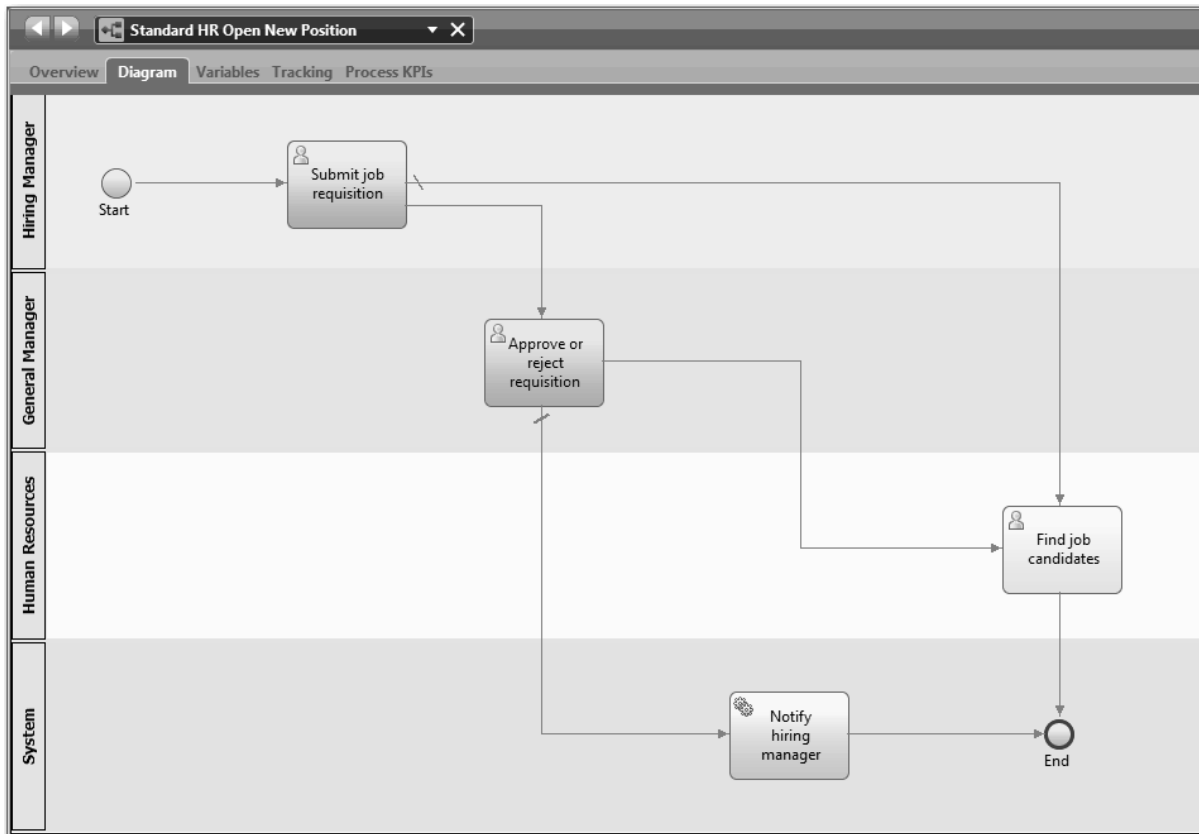 Standard HR Open New Position
Overview Diagram Variables Tracking Process KPIs
Hiring Manager
Start
Submit job
requisition
General Manager
Approve or
reject
requisition
Human Resources
Find job
candidates
System
Notify
hiring
manager
End